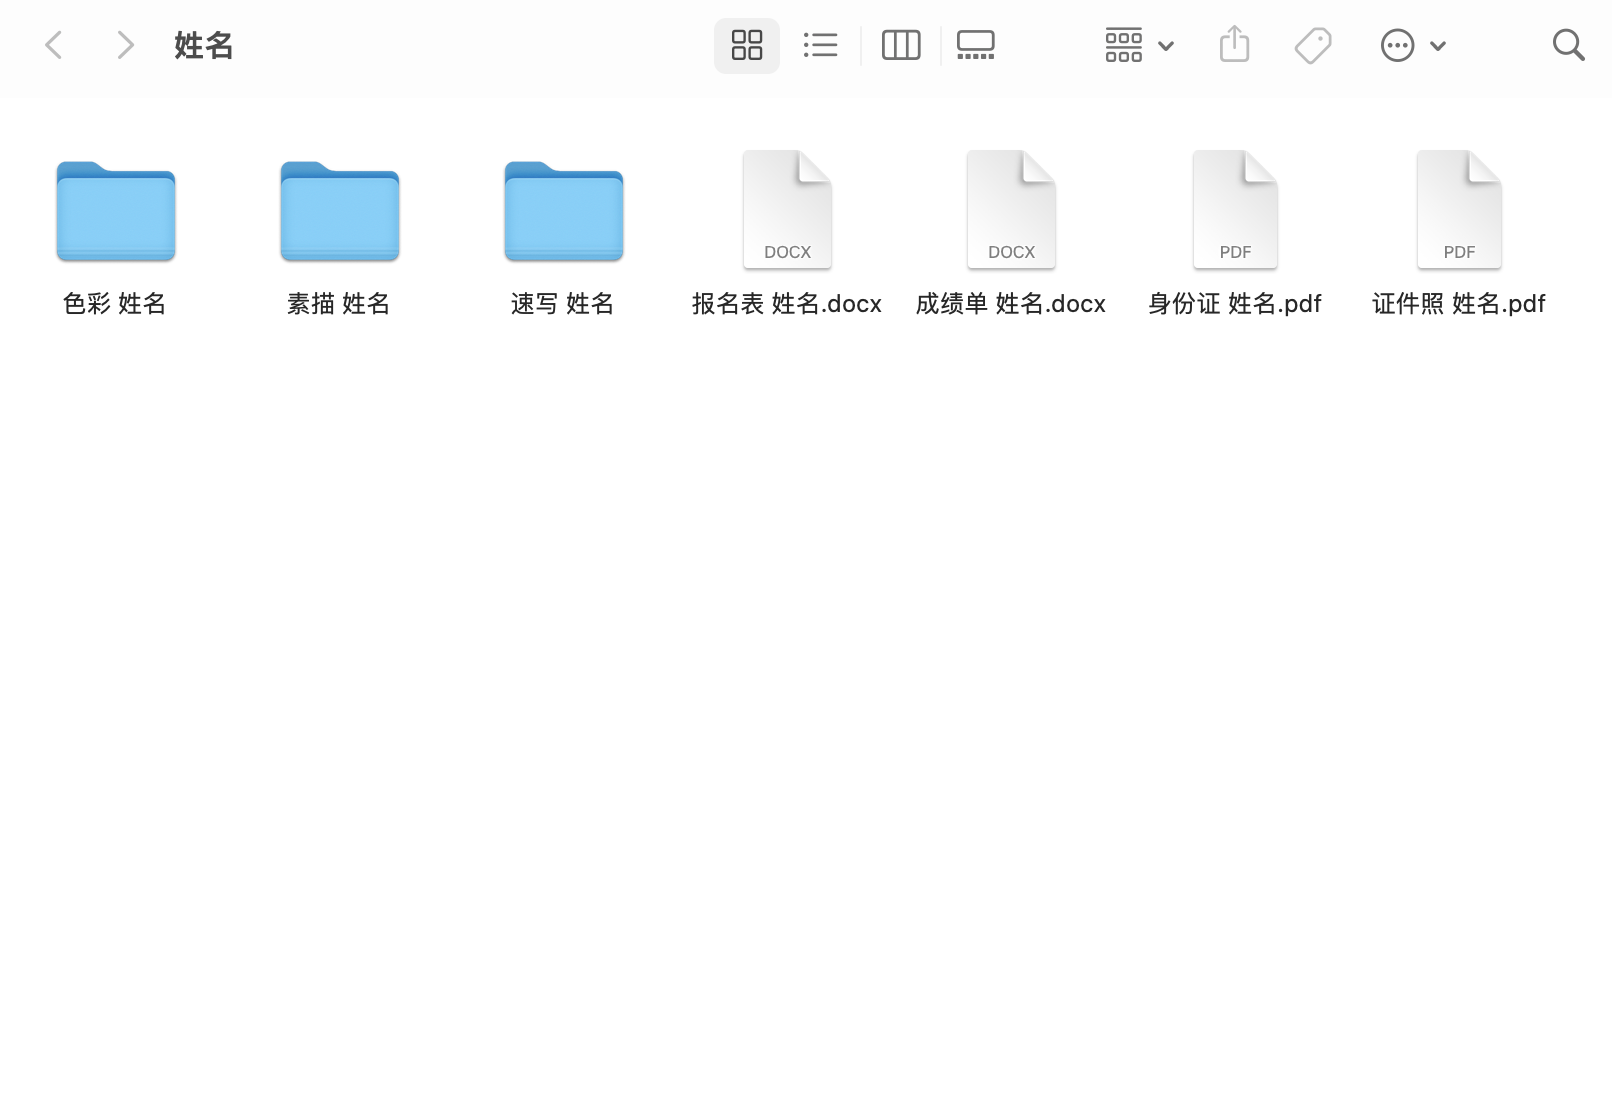 姓名
DOCX
DOCX
PDF
PDF
色彩 姓名
素描 姓名
速写 姓名
报名表 姓名.docx
成绩单 姓名.docx
身份证 姓名.pdf
证件照 姓名.pdf